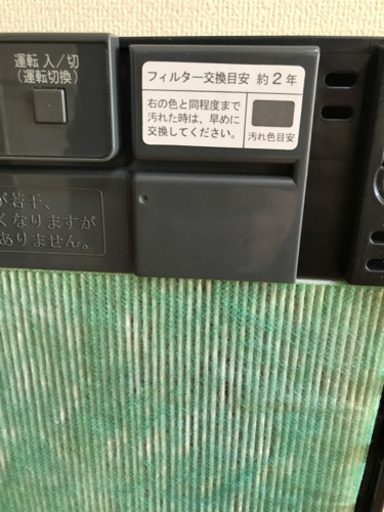 運転 入/切
(運転切換)
フィルター交換目安 約2年
右の色と同程度まで
汚れた時は、早めに
交換してください。
汚れ色目安
が若干、
くなりますが
ありません。